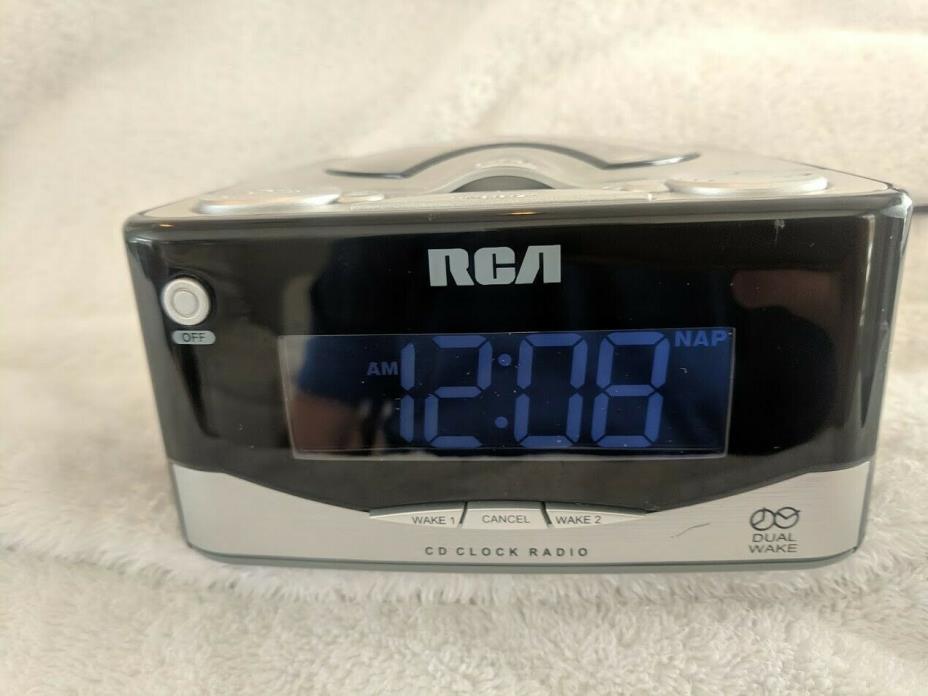 RCA
OFF
AM 12:08 NAP
WAKE 1 CANCEL WAKE 2
CD CLOCK RADIO
DUAL
WAKE